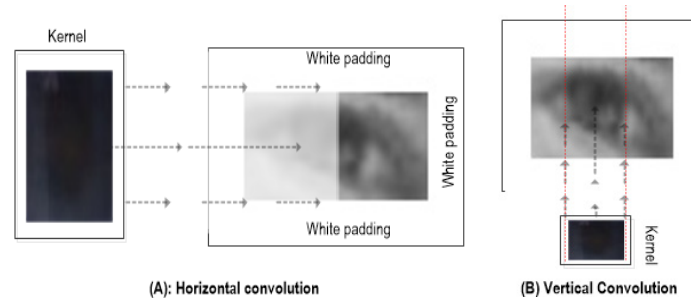 Kernel
White padding
White padding
White padding
(A): Horizontal convolution
Kernel
(B) Vertical Convolution